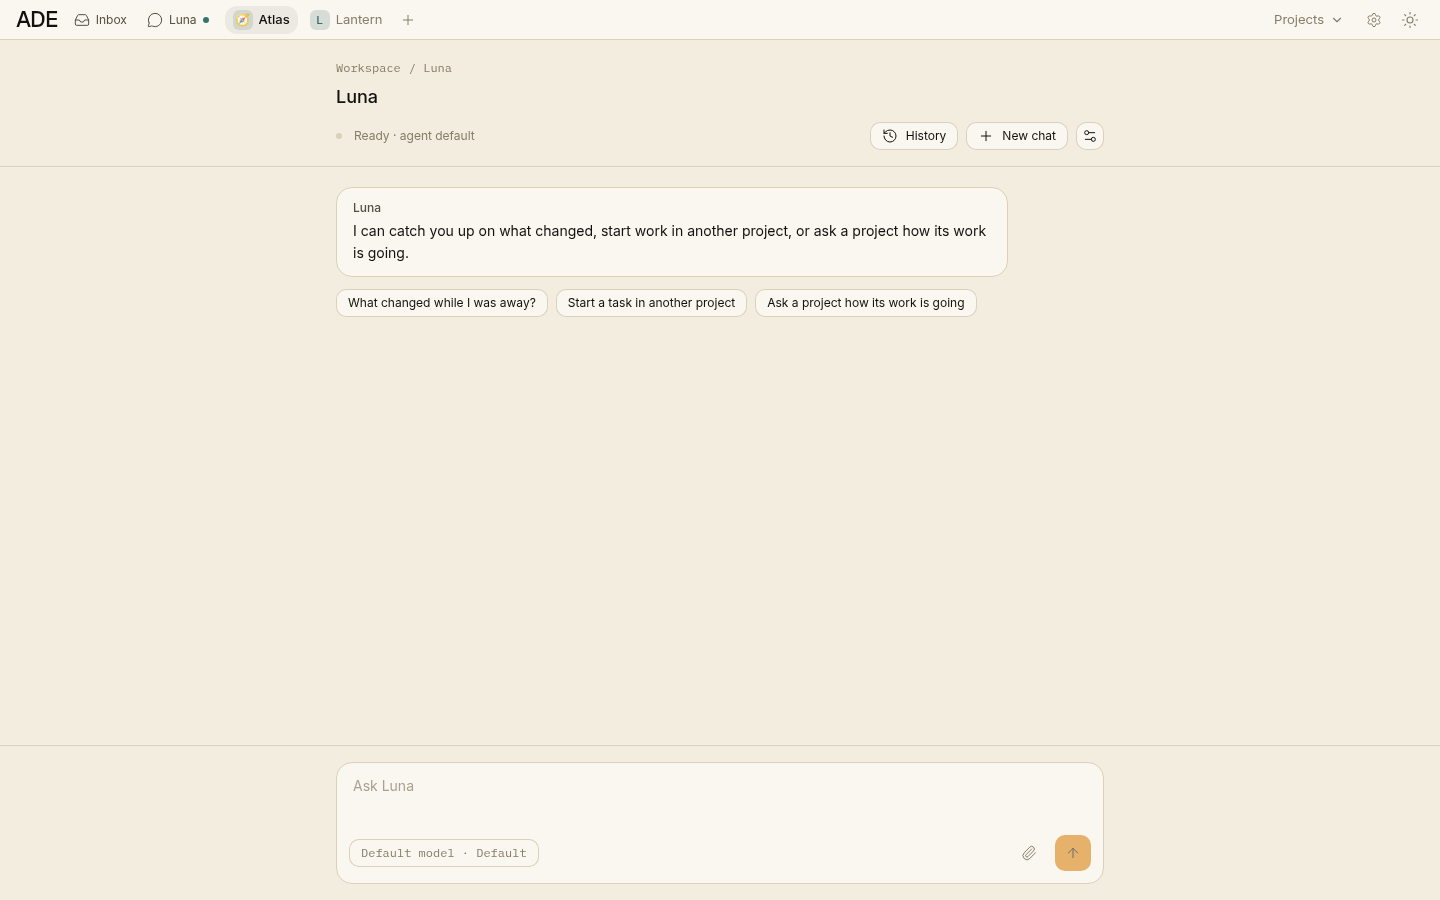 ADE
Inbox
Luna
Atlas
L
Lantern
Projects
Workspace / Luna
Luna
Ready · agent default
History
New chat
Luna
I can catch you up on what changed, start work in another project, or ask a project how its work
is going.
What changed while I was away?
Start a task in another project
Ask a project how its work is going
Ask Luna
Default model · Default